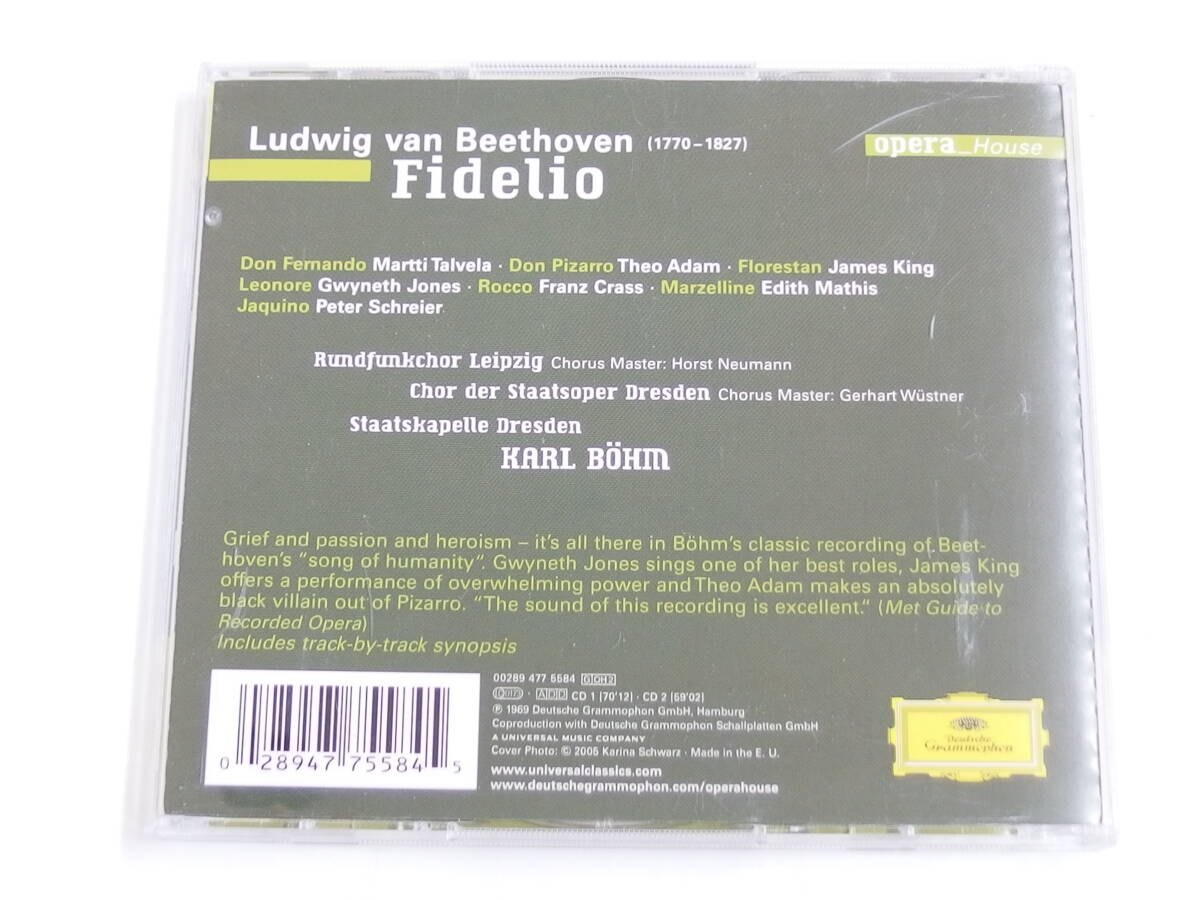 Ludwig van Beethoven (1770–1827)
Fidelio
opera_House
Don Fernando Martti Talvela · Don Pizarro Theo Adam · Florestan James King
Leonore Gwyneth Jones · Rocco Franz Crass · Marzelline Edith Mathis
Jaquino Peter Schreier
Rundfunkchor Leipzig Chorus Master: Horst Neumann
Chor der Staatsoper Dresden Chorus Master: Gerhart Wüstner
Staatskapelle Dresden
KARL BÖHM
Grief and passion and heroism – it's all there in Böhm's classic recording of Beet-
hoven's "song of humanity". Gwyneth Jones sings one of her best roles, James King
offers a performance of overwhelming power and Theo Adam makes an absolutely
black villain out of Pizarro. "The sound of this recording is excellent." (Met Guide to
Recorded Opera)
Includes track-by-track synopsis
00289 477 5584 GH2
ADD CD 1 [70'12] · CD 2 [59'02]
℗ 1969 Deutsche Grammophon GmbH, Hamburg
Coproduction with Deutsche Grammophon Schallplatten GmbH
A UNIVERSAL MUSIC COMPANY
Cover Photo: © 2005 Karina Schwarz · Made in the E. U.
www.universalclassics.com
www.deutschegrammophon.com/operahouse
0 28947 75584 5
Deutsche
Grammophon